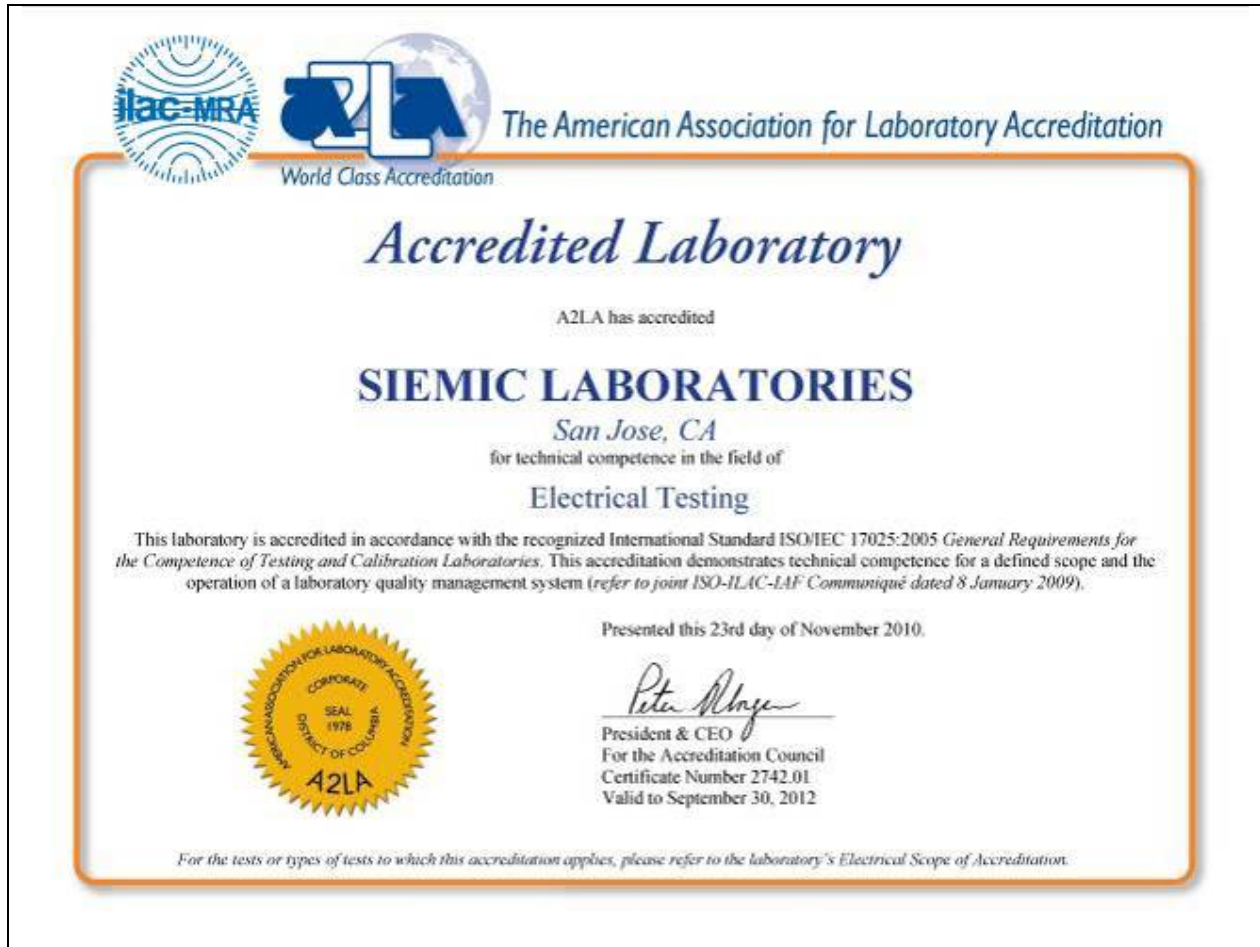 ilac-MRA
A2LA
World Class Accreditation
The American Association for Laboratory Accreditation
Accredited Laboratory
A2LA has accredited
SIEMIC LABORATORIES
San Jose, CA
for technical competence in the field of
Electrical Testing
This laboratory is accredited in accordance with the recognized International Standard ISO/IEC 17025:2005 General Requirements for
the Competence of Testing and Calibration Laboratories. This accreditation demonstrates technical competence for a defined scope and the
operation of a laboratory quality management system (refer to joint ISO-ILAC-IAF Communiqué dated 8 January 2009).
Presented this 23rd day of November 2010.
AMERICAN ASSOCIATION FOR LABORATORY ACCREDITATION
CORPORATE
SEAL
1978
DISTRICT OF COLUMBIA
A2LA
Peter
President & CEO
For the Accreditation Council
Certificate Number 2742.01
Valid to September 30, 2012
For the tests or types of tests to which this accreditation applies, please refer to the laboratory's Electrical Scope of Accreditation.